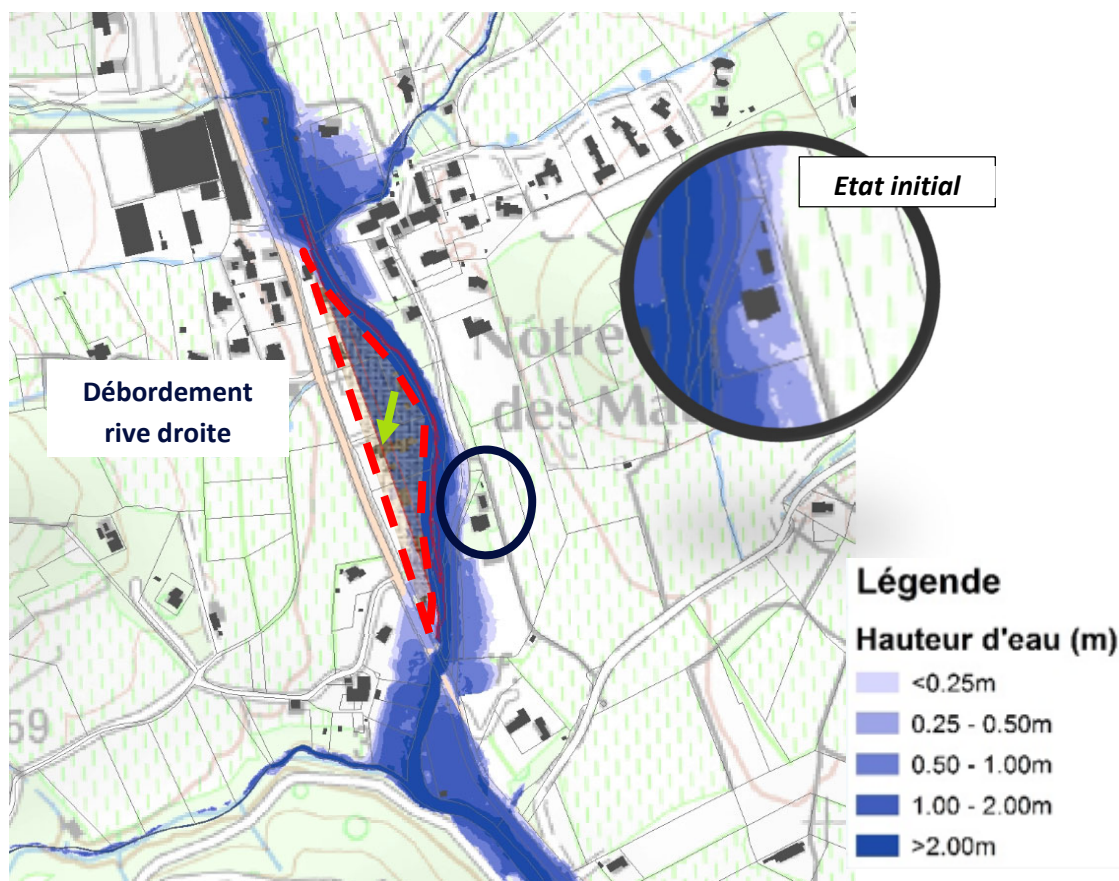 Etat initial
Notre
des Mat
Débordement
rive droite
59
Légende
Hauteur d'eau (m)
<0.25m
0.25 - 0.50m
0.50 - 1.00m
1.00 - 2.00m
>2.00m